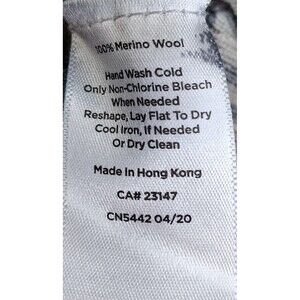 100% Merino Wool
Hand Wash Cold
Only Non-Chlorine Bleach
When Needed
Reshape, Lay Flat To Dry
Cool Iron, If Needed
Or Dry Clean
Made in Hong Kong
CA# 23147
CN5442 04/20